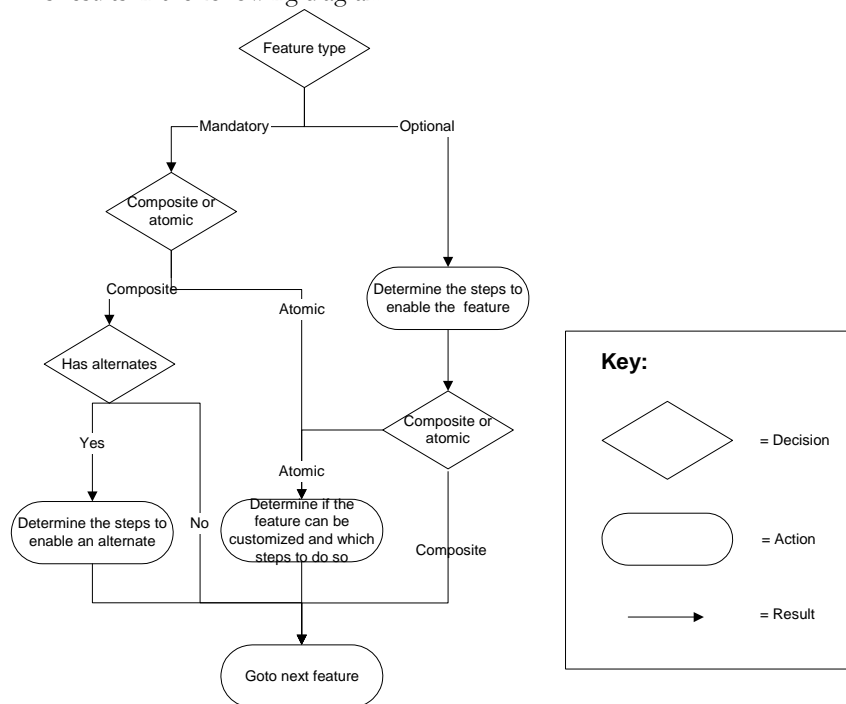 Feature type
Mandatory
Optional
Composite or
atomic
Determine the steps to
enable the feature
Composite
Atomic
Has alternates
Key:
Composite or
atomic
= Decision
Yes
Atomic
Determine the steps to
enable an alternate
No
Determine if the
feature can be
customized and which
steps to do so
= Action
Composite
= Result
Goto next feature